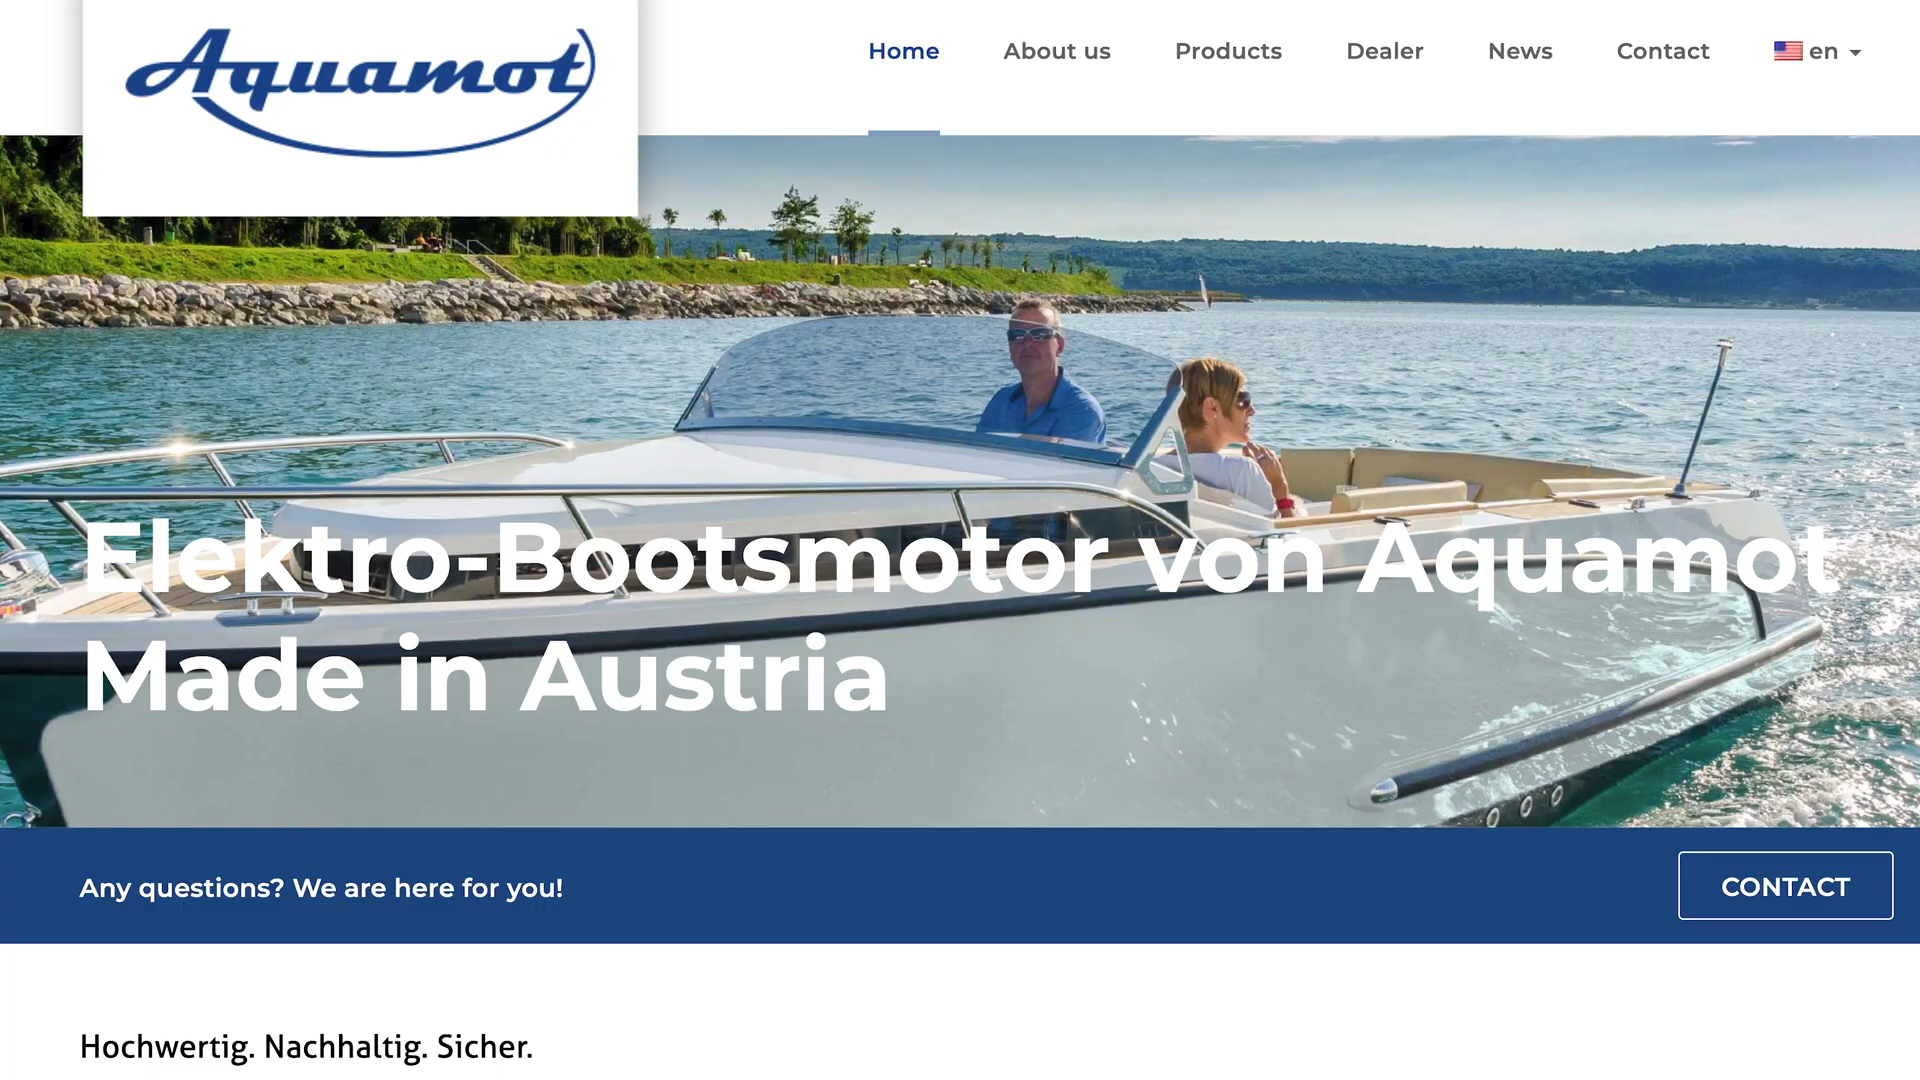 Aquamot
Home About us Products Dealer News Contact en
Elektro-Bootsmotor von Aquamot
Made in Austria
Any questions? We are here for you!
CONTACT
Hochwertig. Nachhaltig. Sicher.